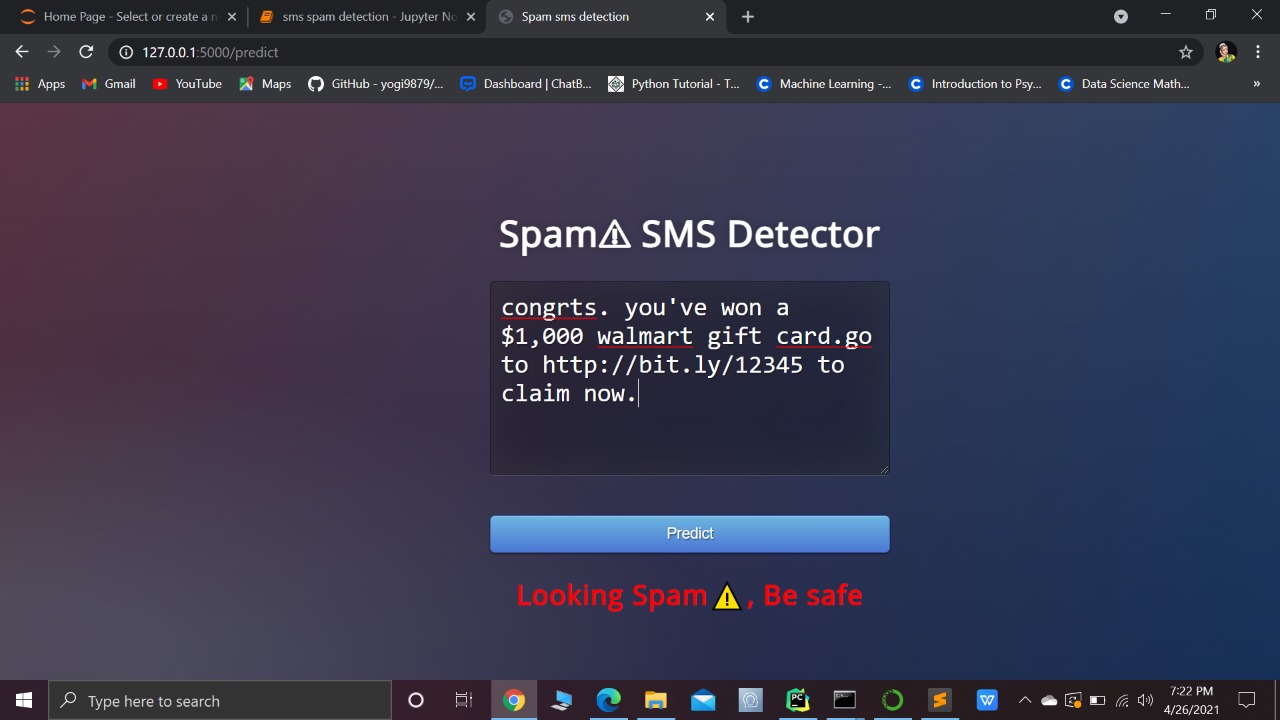 Home Page - Select or create a n
sms spam detection - Jupyter No
Spam sms detection
127.0.0.1:5000/predict
Apps
Gmail
YouTube
Maps
GitHub - yogi9879/...
Dashboard | ChatB...
Python Tutorial - T...
Machine Learning -...
Introduction to Psy...
Data Science Math...
»
Spam⚠ SMS Detector
congrts. you've won a
$1,000 walmart gift card.go
to http://bit.ly/12345 to
claim now.
Predict
Looking Spam⚠, Be safe
Type here to search
7:22 PM
4/26/2021